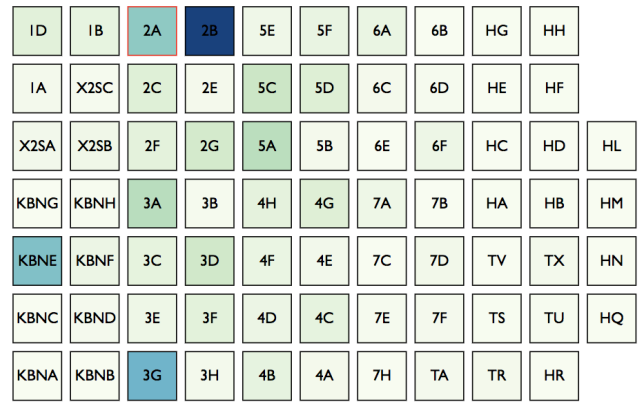 1D 1B 2A 2B 5E 5F 6A 6B HG HH
1A X2SC 2C 2E 5C 5D 6C 6D HE HF
X2SA X2SB 2F 2G 5A 5B 6E 6F HC HD HL
KBNG KBNH 3A 3B 4H 4G 7A 7B HA HB HM
KBNE KBNF 3C 3D 4F 4E 7C 7D TV TX HN
KBNC KBND 3E 3F 4D 4C 7E 7F TS TU HQ
KBNA KBNB 3G 3H 4B 4A 7H TA TR HR